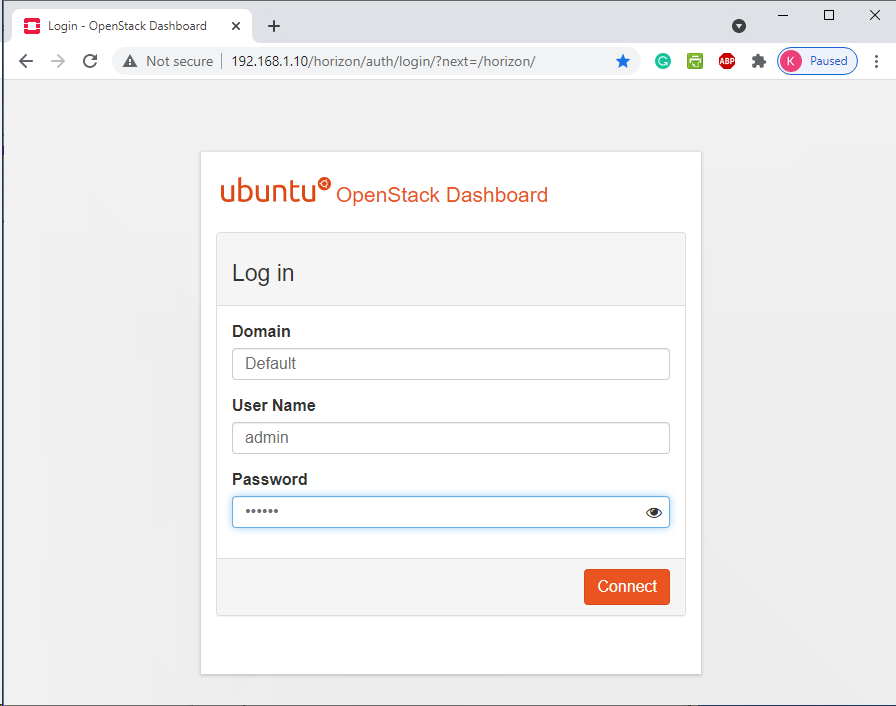 Login - OpenStack Dashboard
Not secure | 192.168.1.10/horizon/auth/login/?next=/horizon/
ABP
K Paused
ubuntu OpenStack Dashboard
Log in
Domain
Default
User Name
admin
Password
••••••
Connect